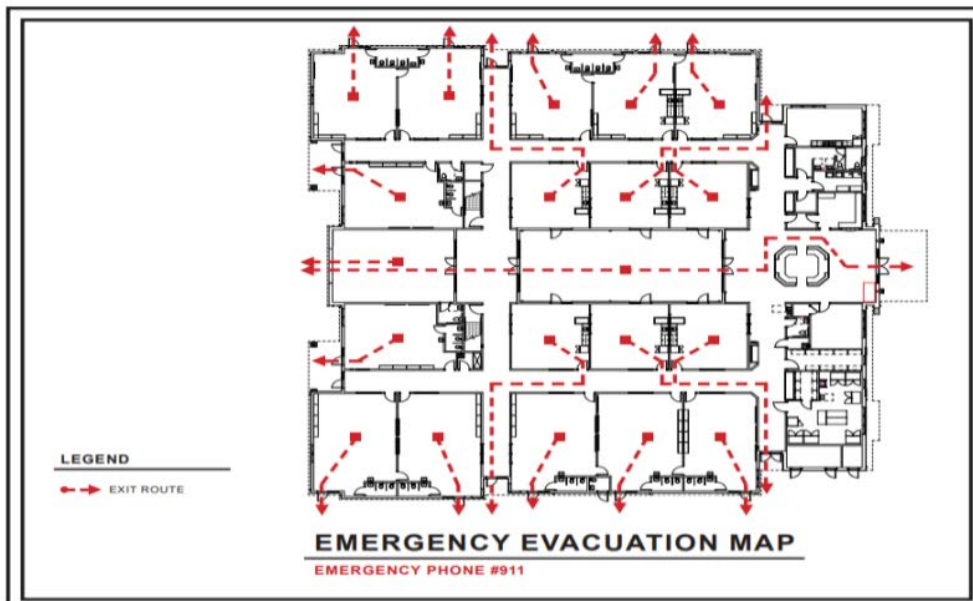 LEGEND
EXIT ROUTE
EMERGENCY EVACUATION MAP
EMERGENCY PHONE #911